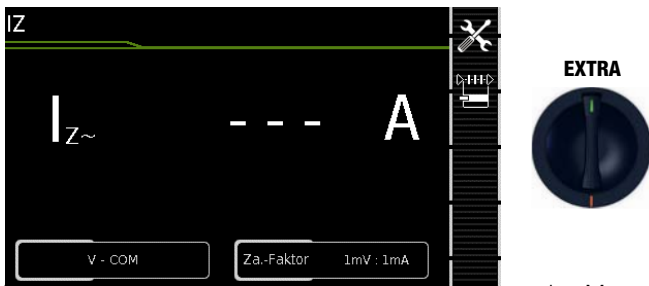 IZ
EXTRA
IZ~ - - - A
V - COM
Za.-Faktor 1mV : 1mA